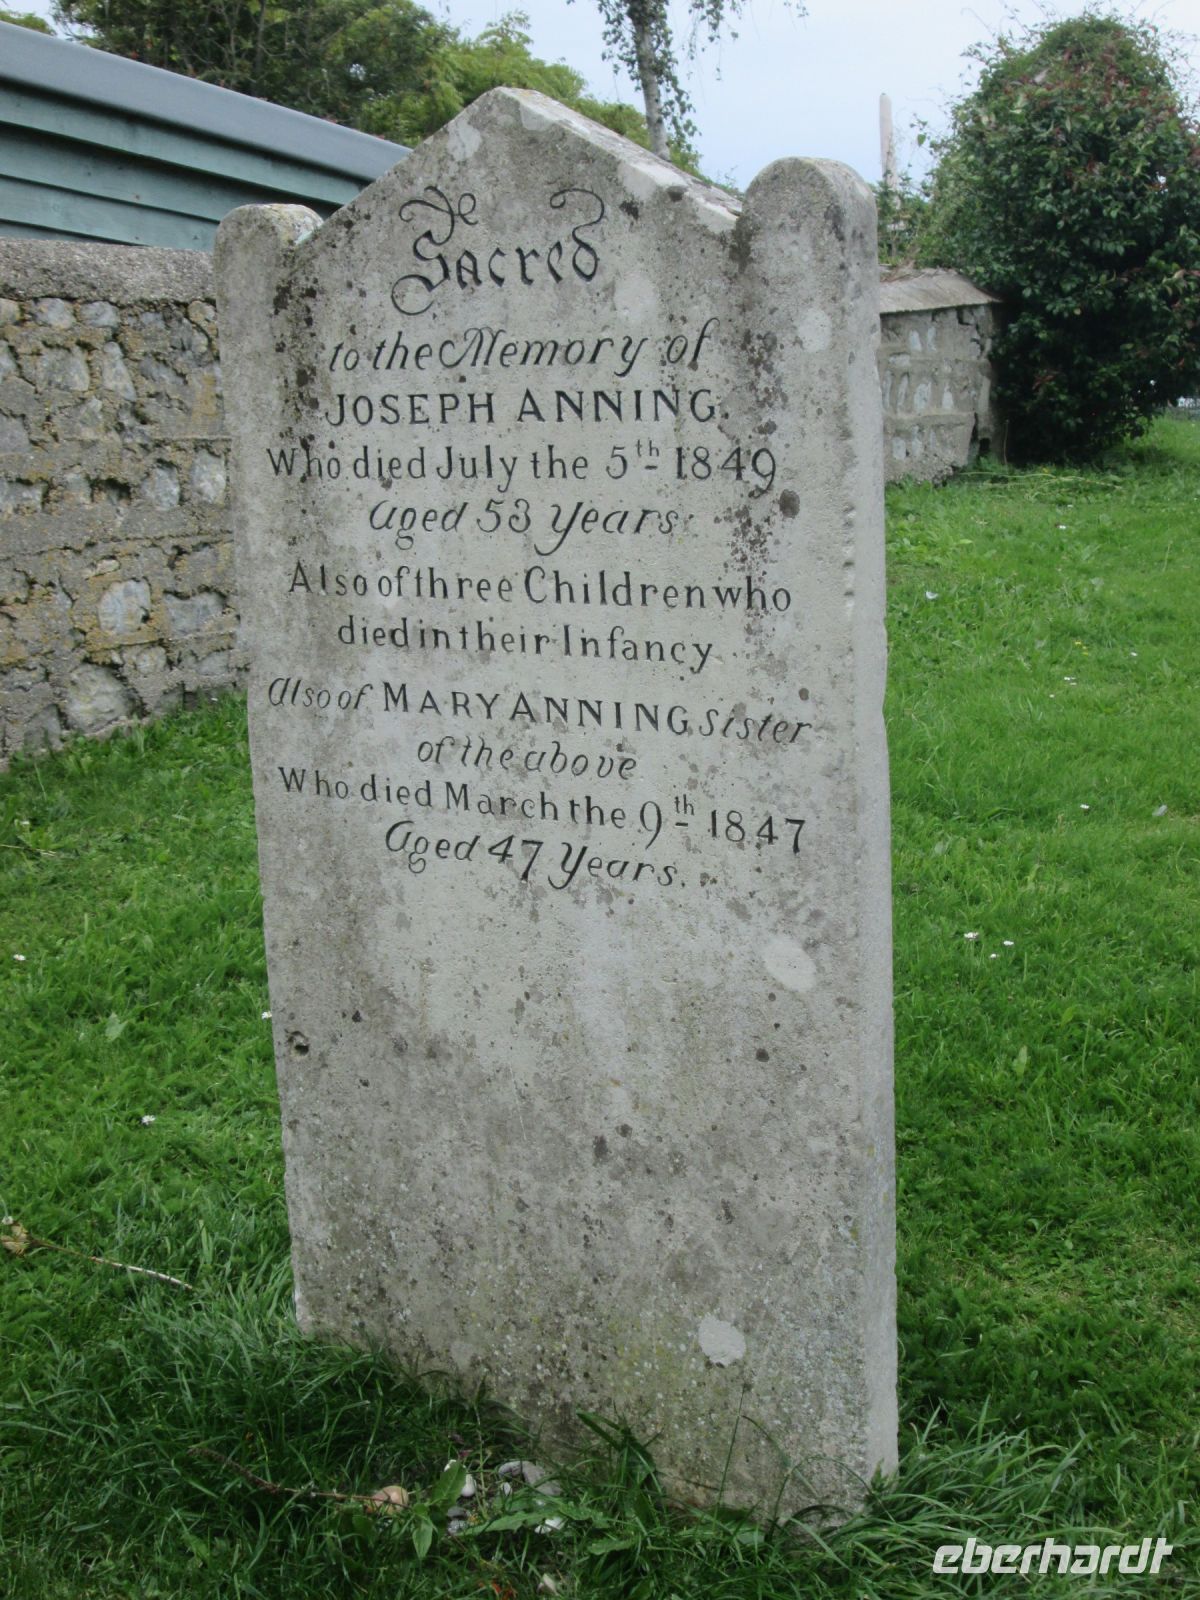 Ye
Sacred
to the Memory of
JOSEPH ANNING.
Who died July the 5th 1849
Aged 53 Years.
Also of three Children who
died in their Infancy
Also of MARY ANNING Sister
of the above
Who died March the 9th 1847
Aged 47 Years.
eberhardt